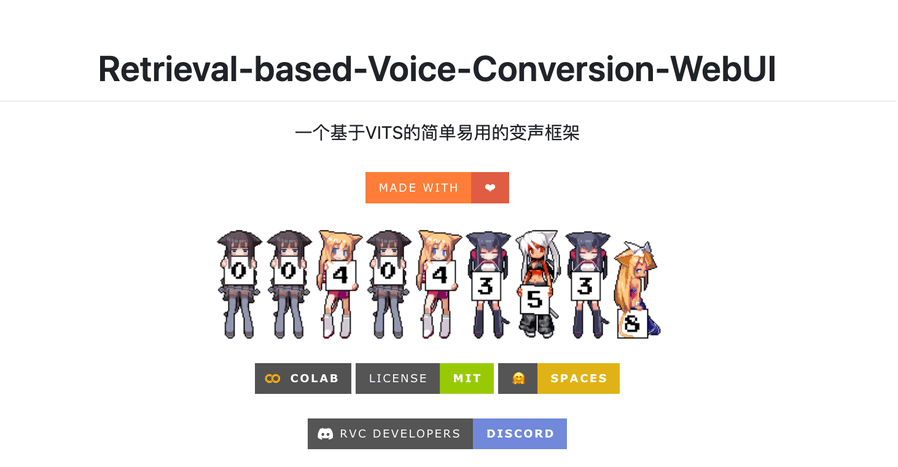 Retrieval-based-Voice-Conversion-WebUI
一个基于VITS的简单易用的变声框架
MADE WITH ❤
0 0 4 0 4 3 5 3 8
COLAB LICENSE MIT 🤗 SPACES
RVC DEVELOPERS DISCORD